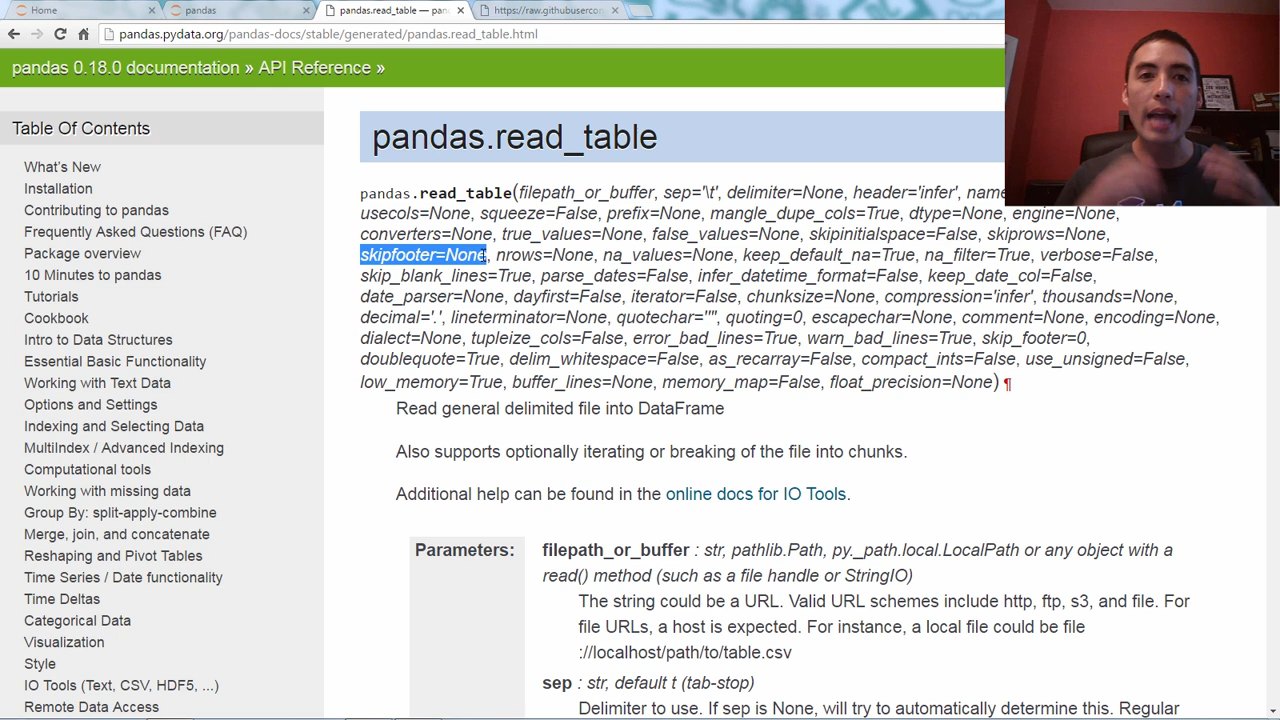 Home
pandas
pandas.read_table — pan
https://raw.githubuserco
pandas.pydata.org/pandas-docs/stable/generated/pandas.read_table.html
pandas 0.18.0 documentation » API Reference »
Table Of Contents
What's New
Installation
Contributing to pandas
Frequently Asked Questions (FAQ)
Package overview
10 Minutes to pandas
Tutorials
Cookbook
Intro to Data Structures
Essential Basic Functionality
Working with Text Data
Options and Settings
Indexing and Selecting Data
MultiIndex / Advanced Indexing
Computational tools
Working with missing data
Group By: split-apply-combine
Merge, join, and concatenate
Reshaping and Pivot Tables
Time Series / Date functionality
Time Deltas
Categorical Data
Visualization
Style
IO Tools (Text, CSV, HDF5, ...)
Remote Data Access
pandas.read_table
pandas.read_table(filepath_or_buffer, sep='\t', delimiter=None, header='infer', nam
usecols=None, squeeze=False, prefix=None, mangle_dupe_cols=True, dtype=None, engine=None,
converters=None, true_values=None, false_values=None, skipinitialspace=False, skiprows=None,
skipfooter=None, nrows=None, na_values=None, keep_default_na=True, na_filter=True, verbose=False,
skip_blank_lines=True, parse_dates=False, infer_datetime_format=False, keep_date_col=False,
date_parser=None, dayfirst=False, iterator=False, chunksize=None, compression='infer', thousands=None,
decimal='.', lineterminator=None, quotechar='"', quoting=0, escapechar=None, comment=None, encoding=None,
dialect=None, tupleize_cols=False, error_bad_lines=True, warn_bad_lines=True, skip_footer=0,
doublequote=True, delim_whitespace=False, as_recarray=False, compact_ints=False, use_unsigned=False,
low_memory=True, buffer_lines=None, memory_map=False, float_precision=None) ¶
Read general delimited file into DataFrame
Also supports optionally iterating or breaking of the file into chunks.
Additional help can be found in the online docs for IO Tools.
Parameters:
filepath_or_buffer : str, pathlib.Path, py._path.local.LocalPath or any object with a
read() method (such as a file handle or StringIO)
The string could be a URL. Valid URL schemes include http, ftp, s3, and file. For
file URLs, a host is expected. For instance, a local file could be file
://localhost/path/to/table.csv
sep : str, default t (tab-stop)
Delimiter to use. If sep is None, will try to automatically determine this. Regular